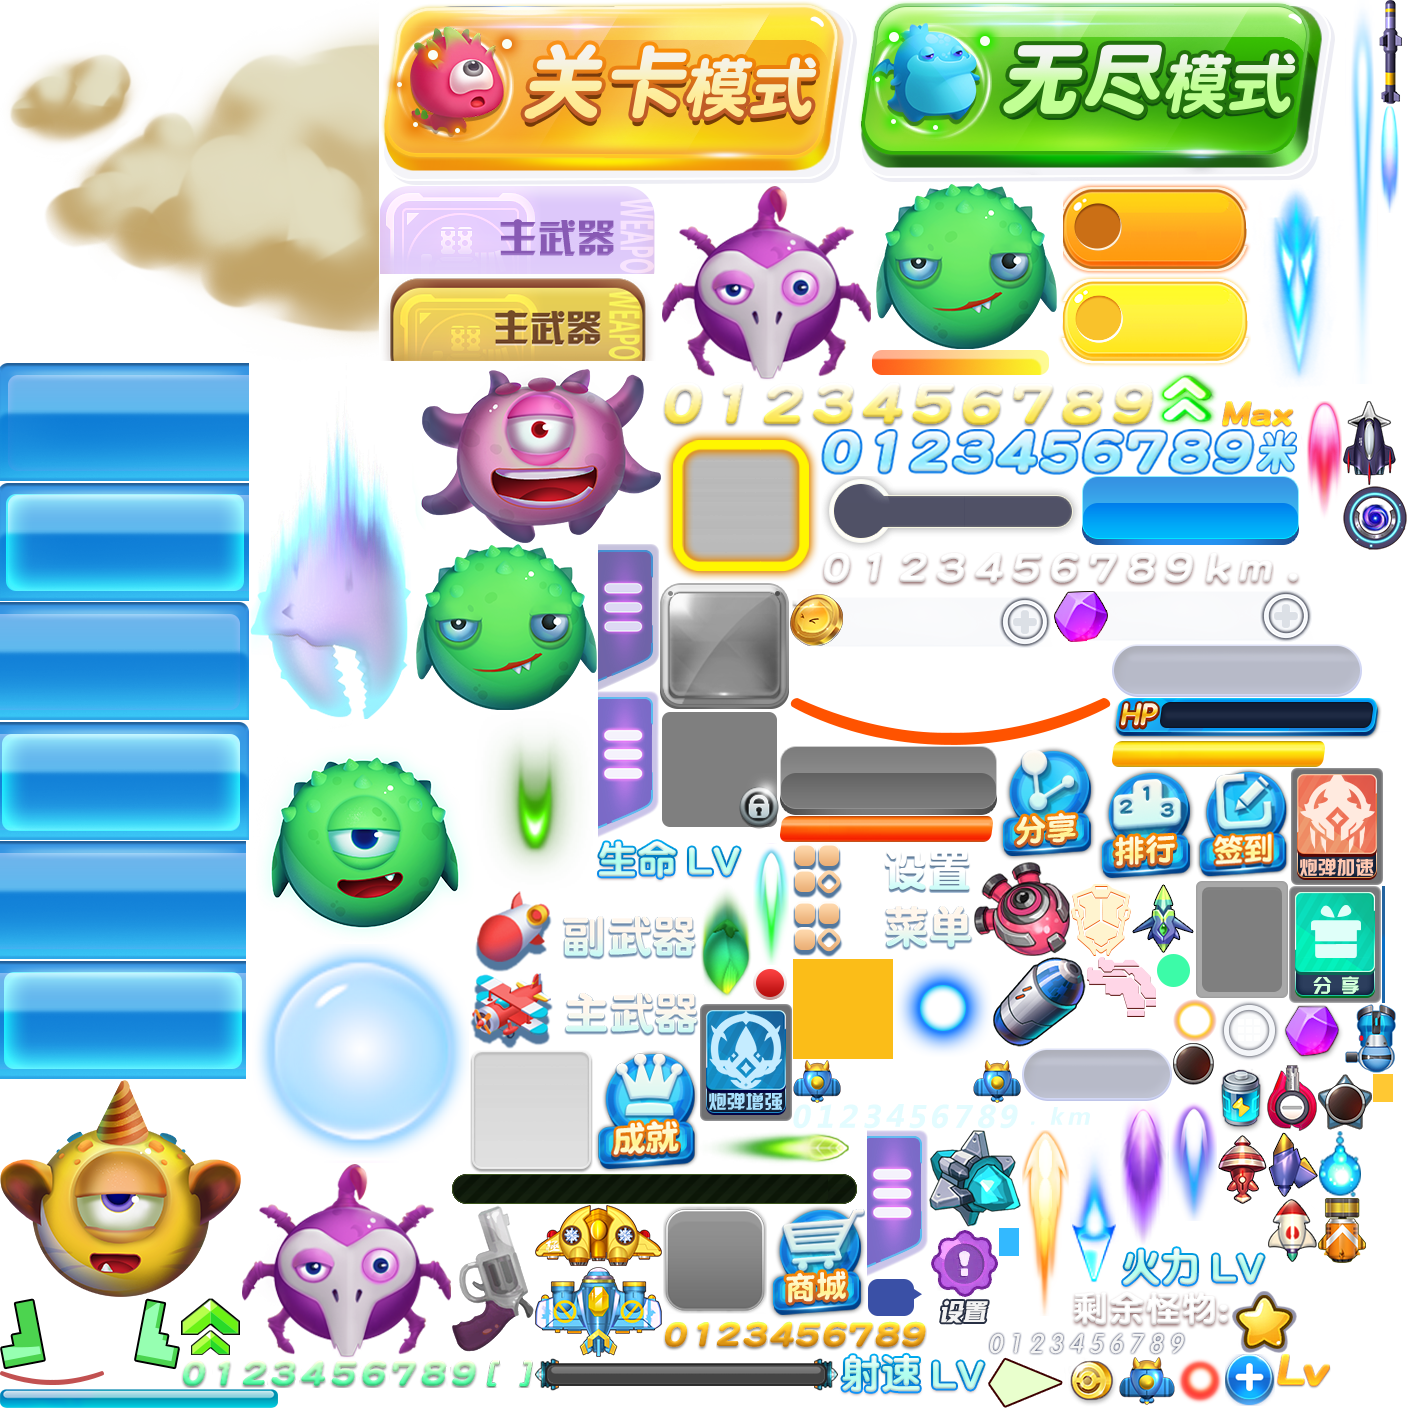 关卡模式
无尽模式
主武器
WEAPO
主武器
WEAPO
0123456789
Max
0123456789米
0123456789km.
HP
分享
1
2 3
排行
签到
炮弹加速
生命 LV
设置
菜单
副武器
主武器
分享
炮弹增强
成就
0123456789.km
商城
设置
火力 LV
剩余怪物:
0123456789
0123456789
0123456789[ ]
射速 LV
Lv